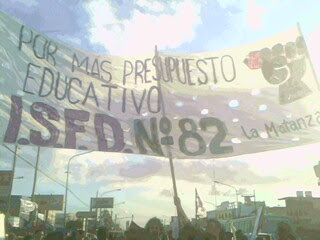 POR MAS PRESUPUESTO
EDUCATIVO
I.S.F.D. Nº 82
La Matanza